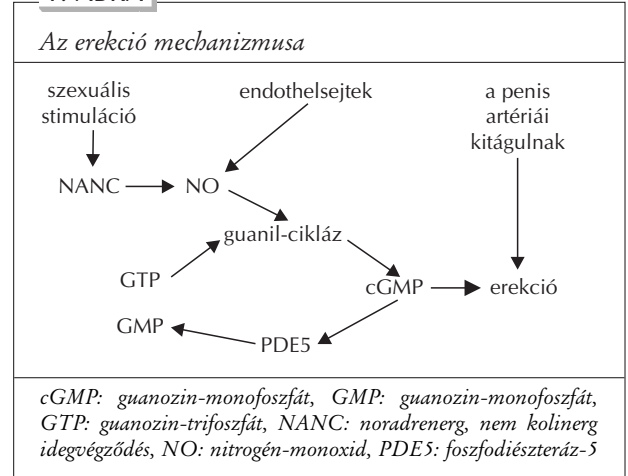 Az erekció mechanizmusa
szexuális
stimuláció
endothelsejtek
a penis
artériái
kitágulnak
NANC
NO
guanil-cikláz
GTP
cGMP
erekció
GMP
PDE5
cGMP: guanozin-monofoszfát, GMP: guanozin-monofoszfát,
GTP: guanozin-trifoszfát, NANC: noradrenerg, nem kolinerg
idegvégződés, NO: nitrogén-monoxid, PDE5: foszfodiészteráz-5